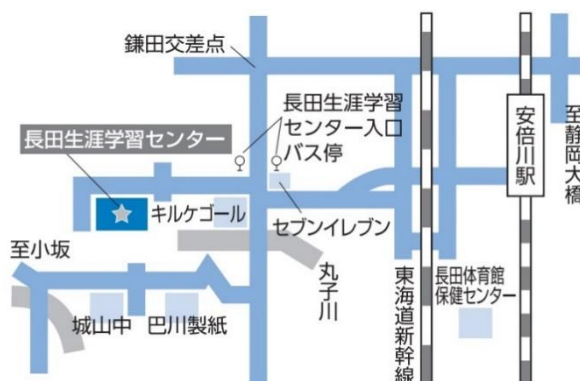 鎌田交差点
長田生涯学習
センター入口
バス停
長田生涯学習センター
安倍川駅
至静岡大橋
キルケゴール
セブンイレブン
至小坂
丸子川
東海道新幹線
長田体育館
保健センター
城山中
巴川製紙